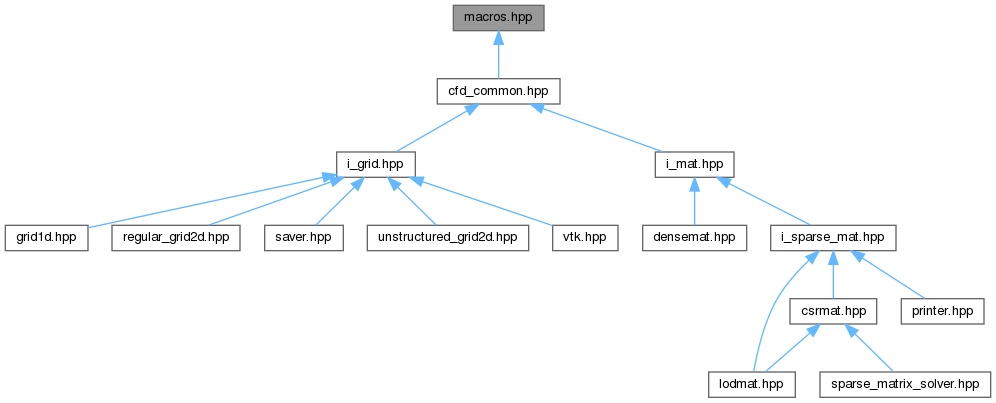 macros.hpp
cfd_common.hpp
i_grid.hpp
i_mat.hpp
grid1d.hpp
regular_grid2d.hpp
saver.hpp
unstructured_grid2d.hpp
vtk.hpp
densemat.hpp
i_sparse_mat.hpp
csrmat.hpp
printer.hpp
lodmat.hpp
sparse_matrix_solver.hpp